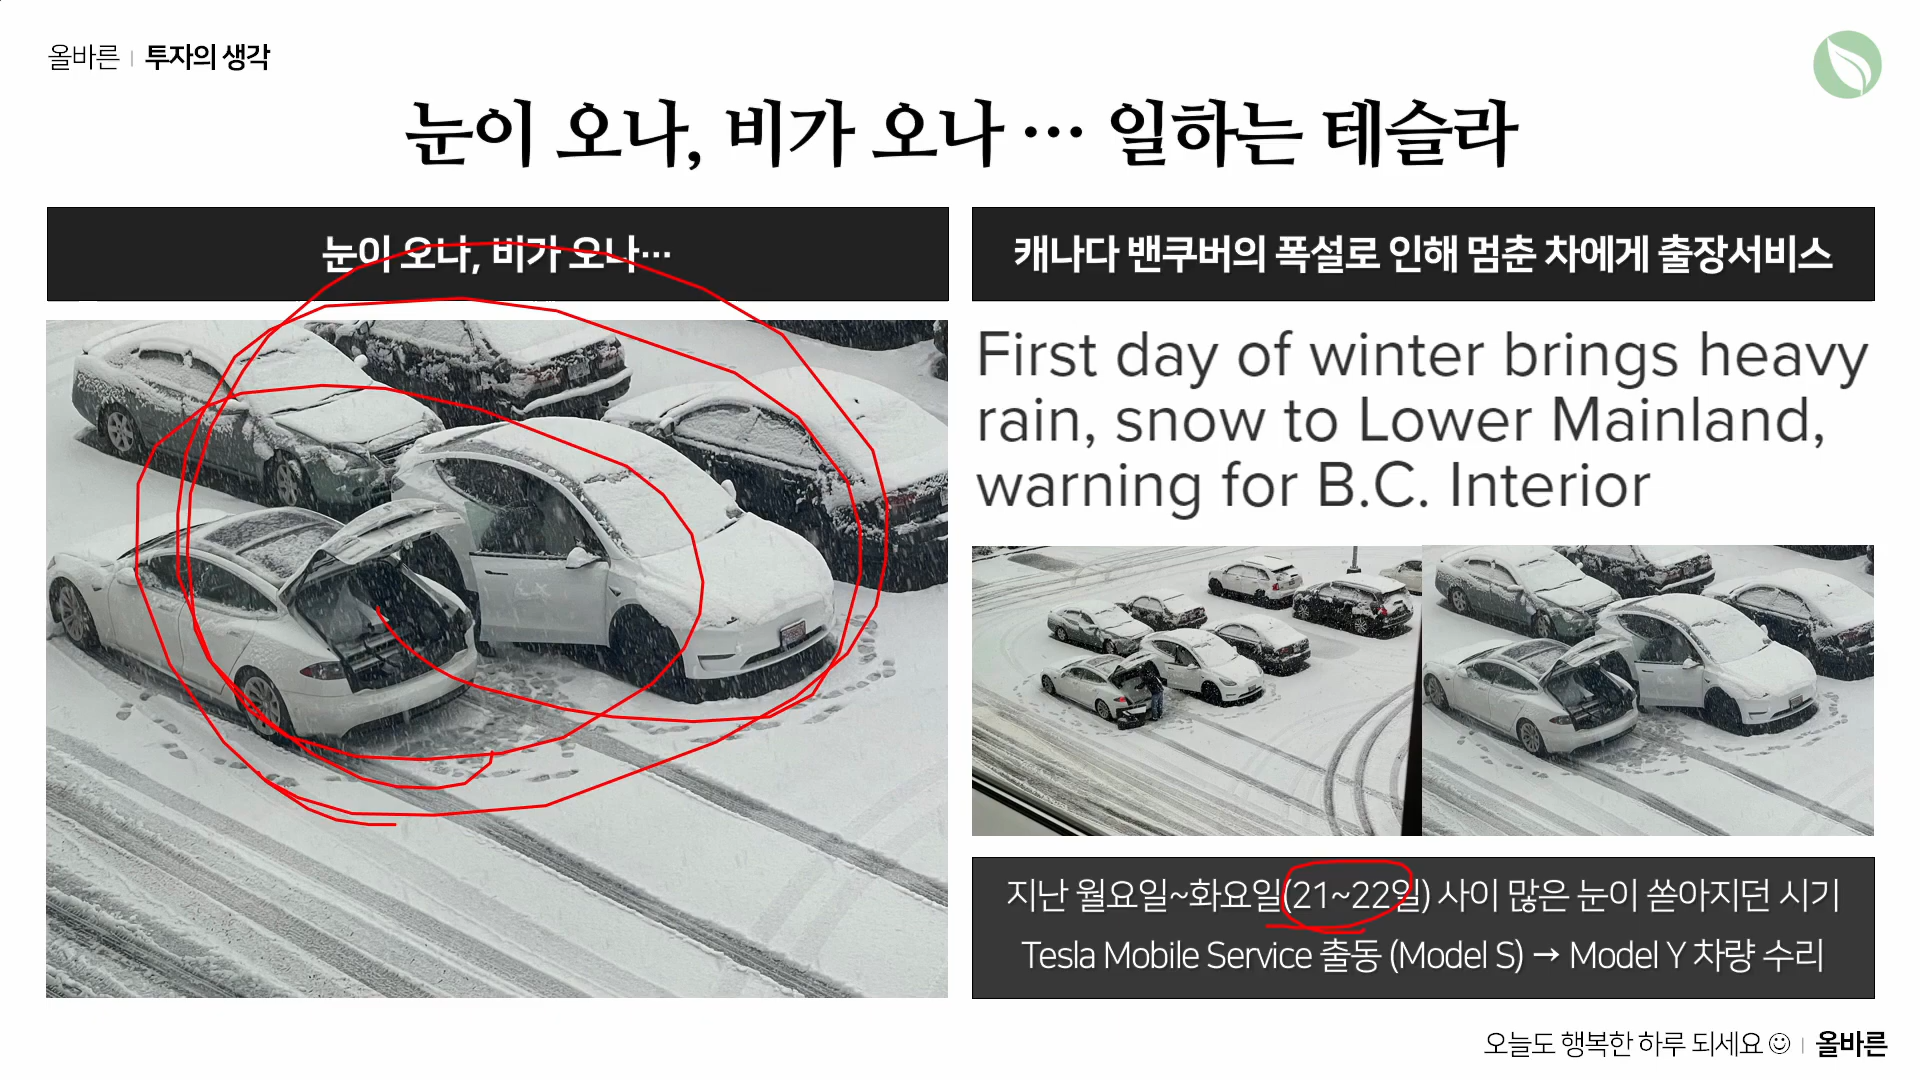 올바른 | 투자의 생각
눈이 오나, 비가 오나 … 일하는 테슬라
눈이 오나, 비가 오나…
캐나다 밴쿠버의 폭설로 인해 멈춘 차에게 출장서비스
First day of winter brings heavy
rain, snow to Lower Mainland,
warning for B.C. Interior
지난 월요일~화요일(21~22일) 사이 많은 눈이 쏟아지던 시기
Tesla Mobile Service 출동 (Model S) → Model Y 차량 수리
오늘도 행복한 하루 되세요 ☺ | 올바른